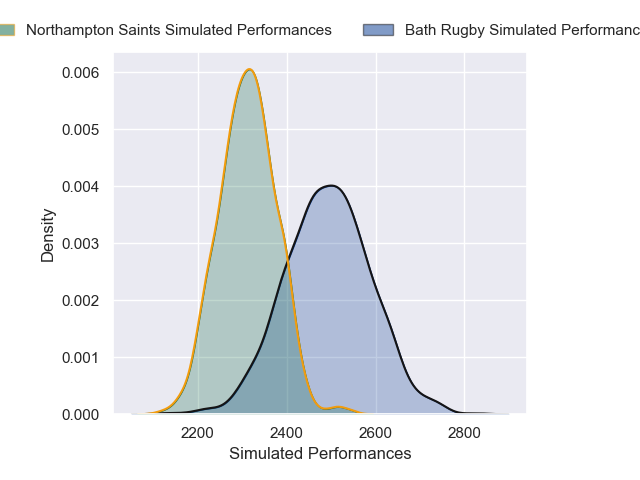 Northampton Saints Simulated Performances
Bath Rugby Simulated Performanc
0.006
0.005
0.004
0.003
0.002
0.001
0.000
Density
2200
2400
2600
2800
Simulated Performances